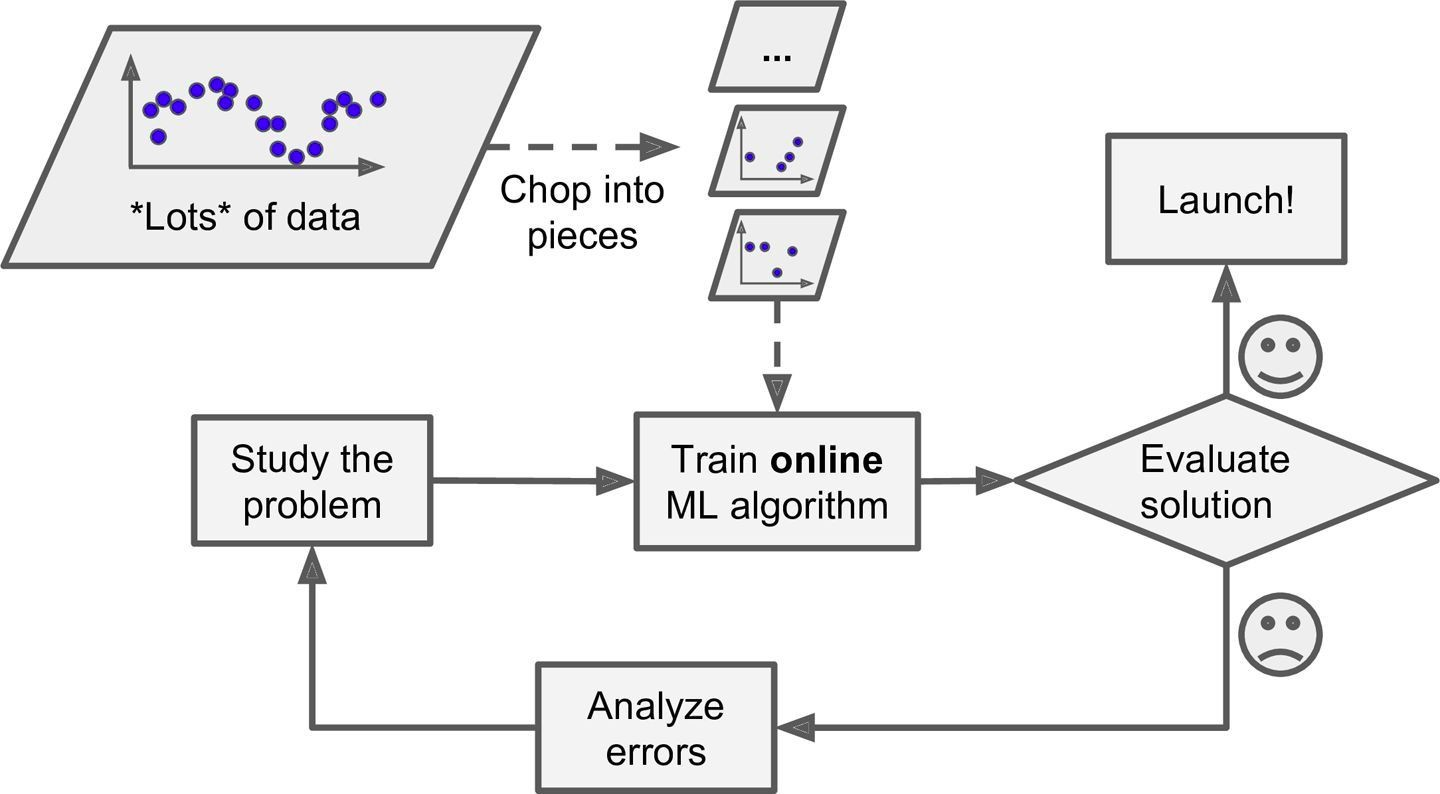 ...
*Lots* of data
Chop into
pieces
Launch!
Study the
problem
Train online
ML algorithm
Evaluate
solution
Analyze
errors